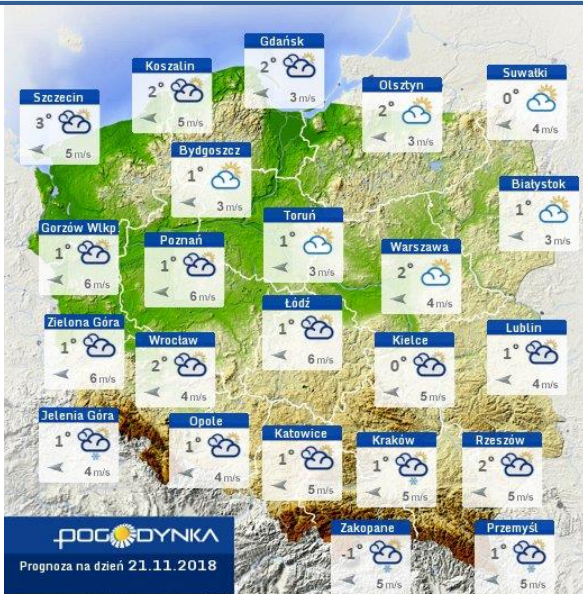 Gdańsk
2°
3 m/s
Koszalin
2°
5 m/s
Suwałki
0°
4 m/s
Olsztyn
2°
3 m/s
Szczecin
3°
5 m/s
Bydgoszcz
1°
3 m/s
Białystok
1°
3 m/s
Toruń
1°
3 m/s
Gorzów Wlkp.
1°
6 m/s
Poznań
1°
6 m/s
Warszawa
2°
4 m/s
Łódź
1°
6 m/s
Zielona Góra
1°
6 m/s
Wrocław
2°
4 m/s
Kielce
0°
5 m/s
Lublin
1°
4 m/s
Jelenia Góra
1°
4 m/s
Opole
1°
4 m/s
Katowice
1°
5 m/s
Kraków
1°
5 m/s
Rzeszów
2°
5 m/s
Zakopane
-1°
5 m/s
Przemyśl
1°
5 m/s
POGODYNKA
Prognoza na dzień 21.11.2018